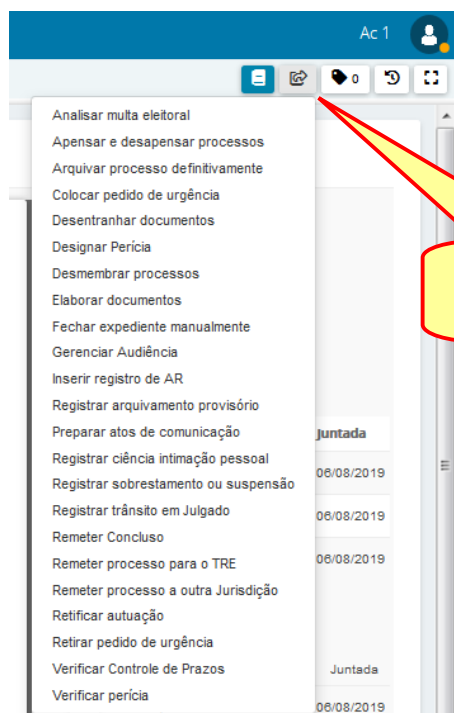 Ac 1
0
Analisar multa eleitoral
Apensar e desapensar processos
Arquivar processo definitivamente
Colocar pedido de urgência
Desentranhar documentos
Designar Perícia
Desmembrar processos
Elaborar documentos
Fechar expediente manualmente
Gerenciar Audiência
Inserir registro de AR
Registrar arquivamento provisório
Preparar atos de comunicação
Juntada
Registrar ciência intimação pessoal
06/08/2019
Registrar sobrestamento ou suspensão
Registrar trânsito em Julgado
06/08/2019
Remeter Concluso
Remeter processo para o TRE
06/08/2019
Remeter processo a outra Jurisdição
Retificar autuação
Retirar pedido de urgência
Verificar Controle de Prazos
Juntada
Verificar perícia
06/08/2019